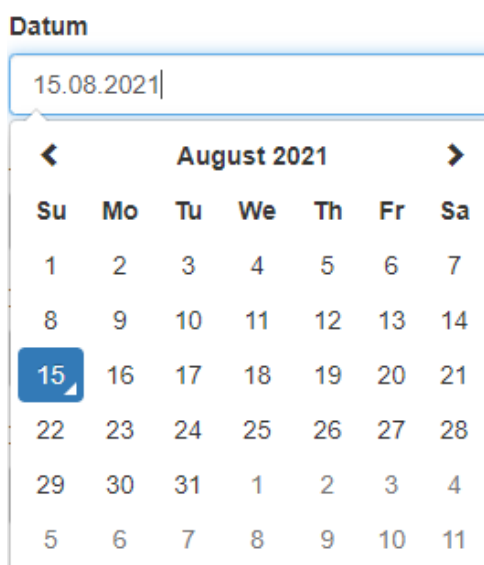 Datum
15.08.2021
August 2021
Su Mo Tu We Th Fr Sa
1 2 3 4 5 6 7
8 9 10 11 12 13 14
15 16 17 18 19 20 21
22 23 24 25 26 27 28
29 30 31 1 2 3 4
5 6 7 8 9 10 11